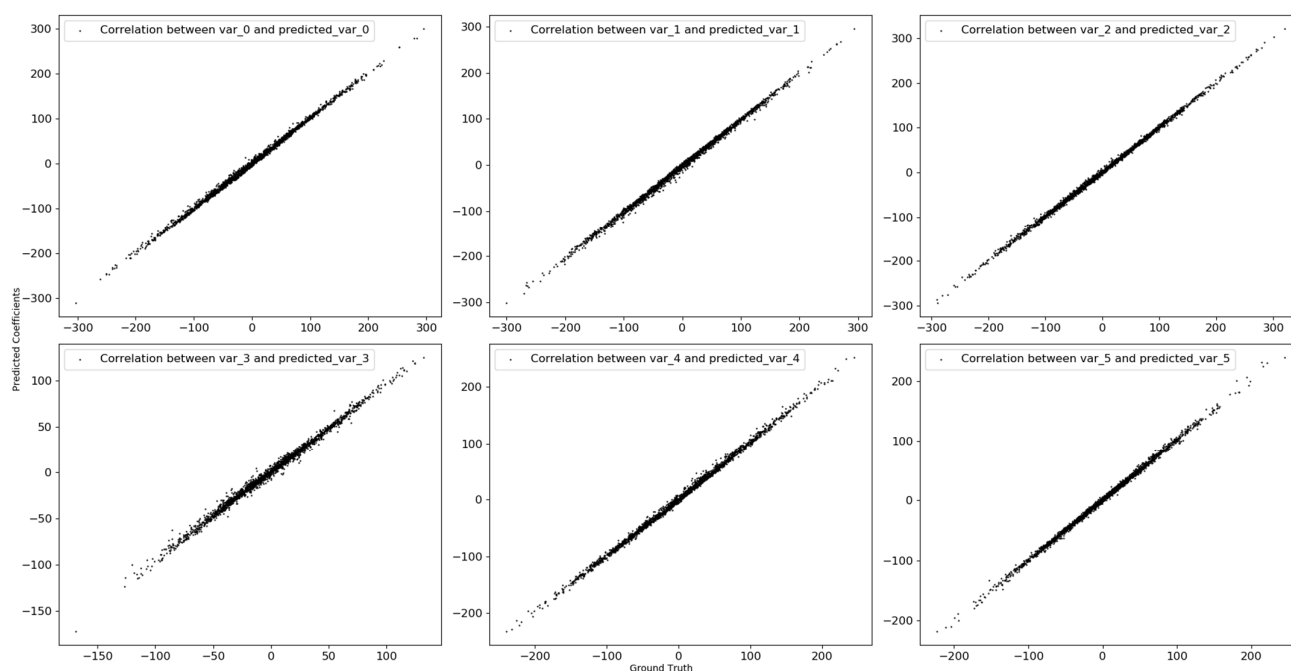 Correlation between var_0 and predicted_var_0
300
200
100
0
−100
−200
−300
−300 −200 −100 0 100 200 300
Correlation between var_1 and predicted_var_1
300
200
100
0
−100
−200
−300
−300 −200 −100 0 100 200 300
Correlation between var_2 and predicted_var_2
300
200
100
0
−100
−200
−300
−300 −200 −100 0 100 200 300
Predicted Coefficients
Correlation between var_3 and predicted_var_3
100
50
0
−50
−100
−150
−150 −100 −50 0 50 100
Correlation between var_4 and predicted_var_4
200
100
0
−100
−200
−200 −100 0 100 200
Correlation between var_5 and predicted_var_5
200
100
0
−100
−200
−200 −100 0 100 200
Ground Truth